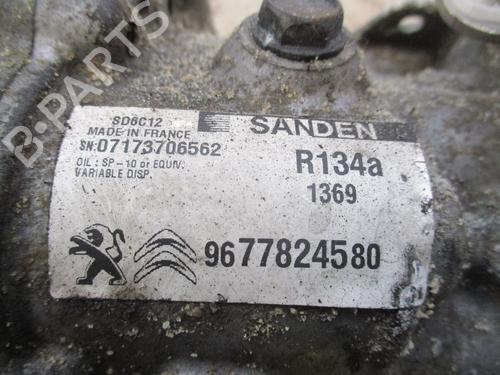 B-PARTS
SD6C12
MADE IN FRANCE
SANDEN
SN:07173706562
OIL : SP-10 or EQUIV.
VARIABLE DISP.
R134a
1369
9677824580